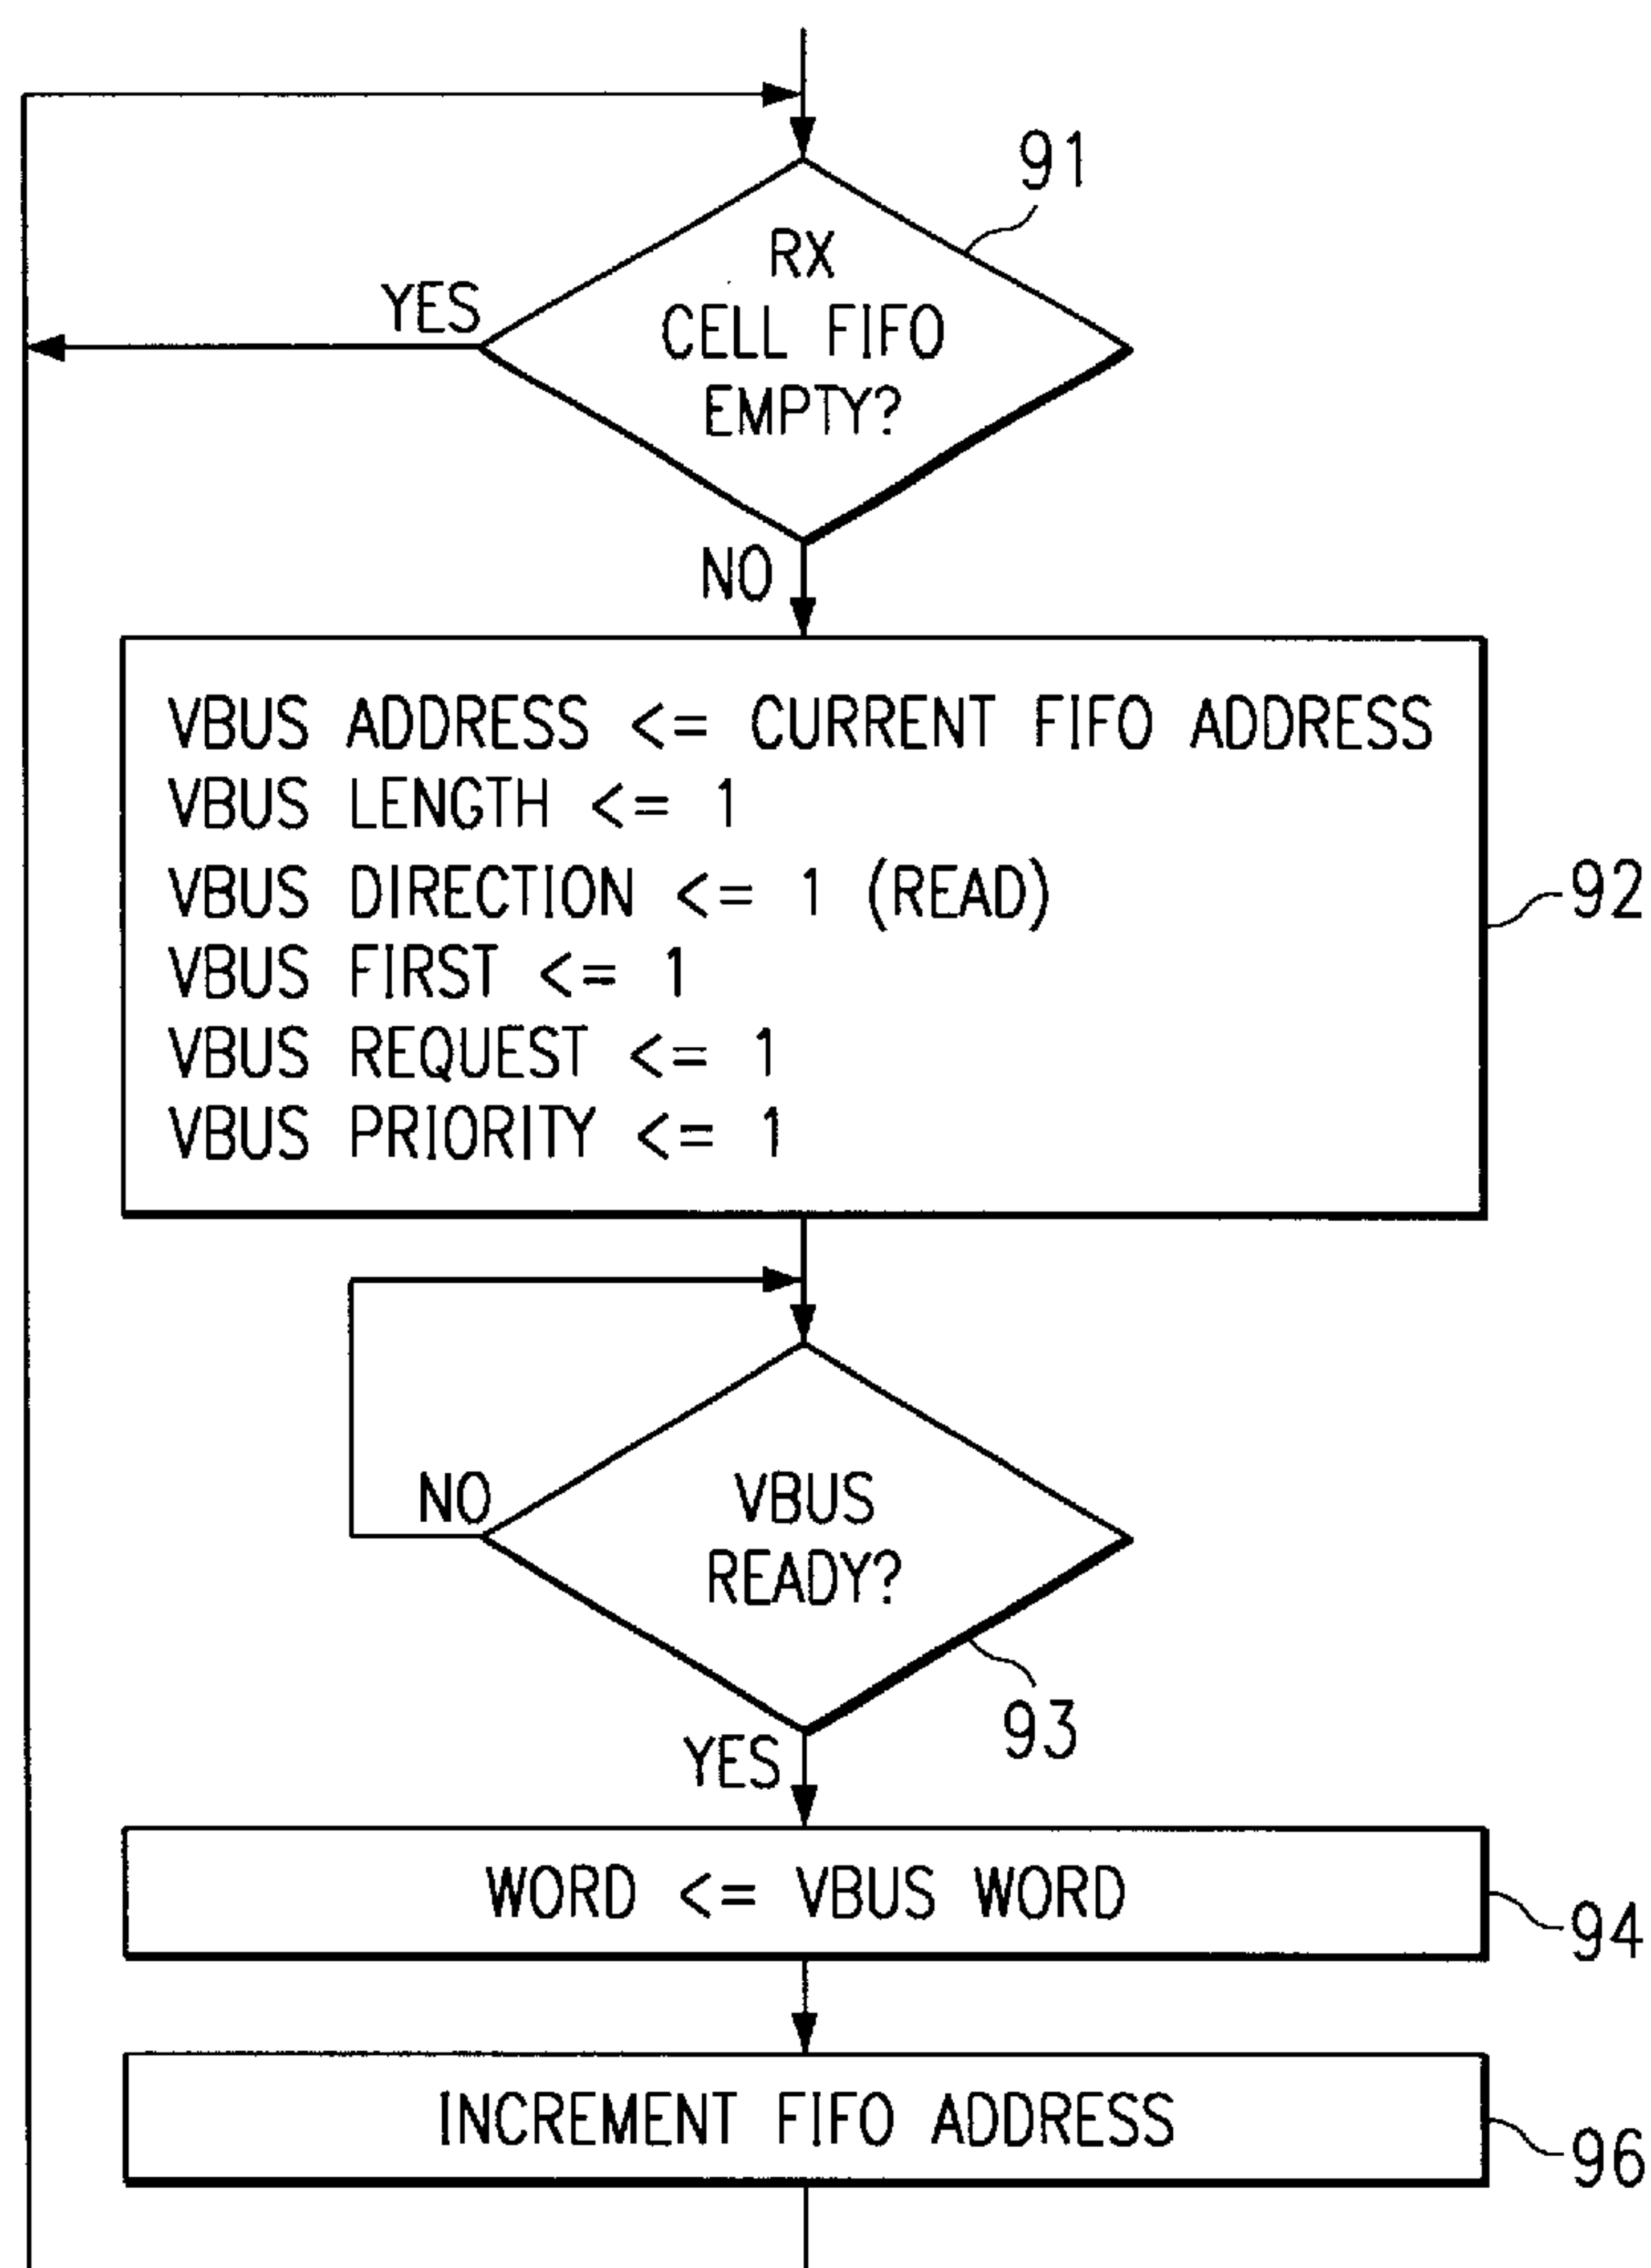 91
RX
CELL FIFO
EMPTY?
YES
NO
VBUS ADDRESS <= CURRENT FIFO ADDRESS
VBUS LENGTH <= 1
VBUS DIRECTION <= 1 (READ)
VBUS FIRST <= 1
VBUS REQUEST <= 1
VBUS PRIORITY <= 1
92
NO
VBUS
READY?
93
YES
WORD <= VBUS WORD
94
INCREMENT FIFO ADDRESS
96